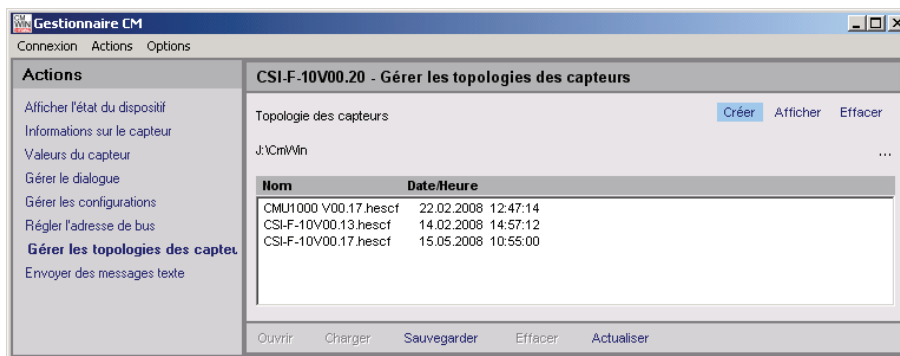 Gestionnaire CM
Connexion Actions Options
Actions
Afficher l'état du dispositif
Informations sur le capteur
Valeurs du capteur
Gérer le dialogue
Gérer les configurations
Régler l'adresse de bus
Gérer les topologies des capteu
Envoyer des messages texte
CSI-F-10V00.20 - Gérer les topologies des capteurs
Topologie des capteurs
Créer Afficher Effacer
J:\CmWin ...
Nom Date/Heure
CMU1000 V00.17.hescf 22.02.2008 12:47:14
CSI-F-10V00.13.hescf 14.02.2008 14:57:12
CSI-F-10V00.17.hescf 15.05.2008 10:55:00
Ouvrir Charger Sauvegarder Effacer Actualiser